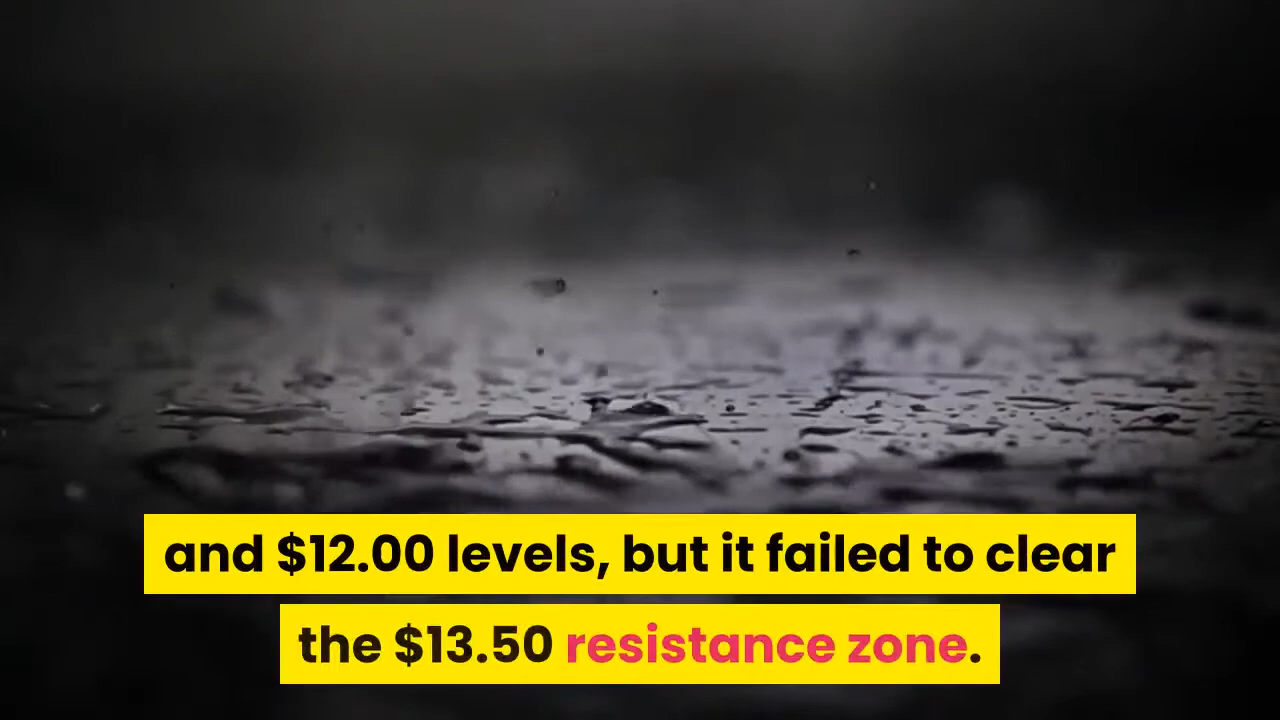 and $12.00 levels, but it failed to clear
the $13.50 resistance zone.